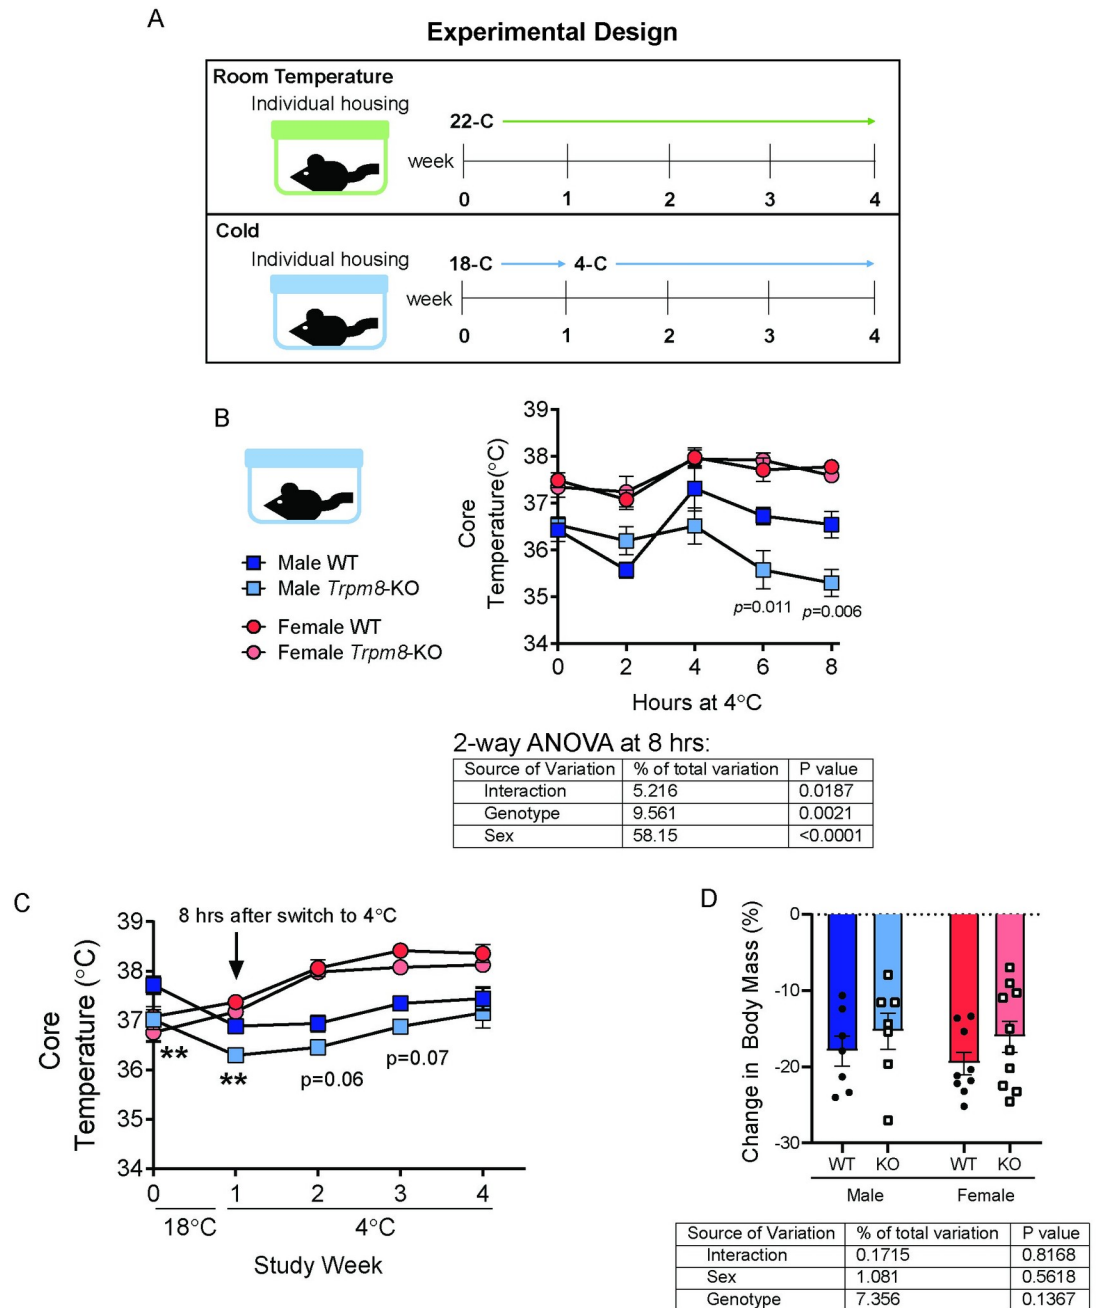 A
Experimental Design
Room Temperature
Individual housing
22-C
week
0 1 2 3 4
Cold
Individual housing
18-C 4-C
week
0 1 2 3 4
B
Male WT
Male Trpm8-KO
Female WT
Female Trpm8-KO
Core
Temperature(°C)
39
38
37
36
35
34
p=0.011 p=0.006
0 2 4 6 8
Hours at 4°C
2-way ANOVA at 8 hrs:
Source of Variation % of total variation P value
Interaction 5.216 0.0187
Genotype 9.561 0.0021
Sex 58.15 <0.0001
C
8 hrs after switch to 4°C
Core
Temperature (°C)
39
38
37
36
35
34
** ** p=0.06 p=0.07
0 1 2 3 4
18°C 4°C
Study Week
D
Change in Body Mass (%)
0
-10
-20
-30
WT KO WT KO
Male Female
Source of Variation % of total variation P value
Interaction 0.1715 0.8168
Sex 1.081 0.5618
Genotype 7.356 0.1367